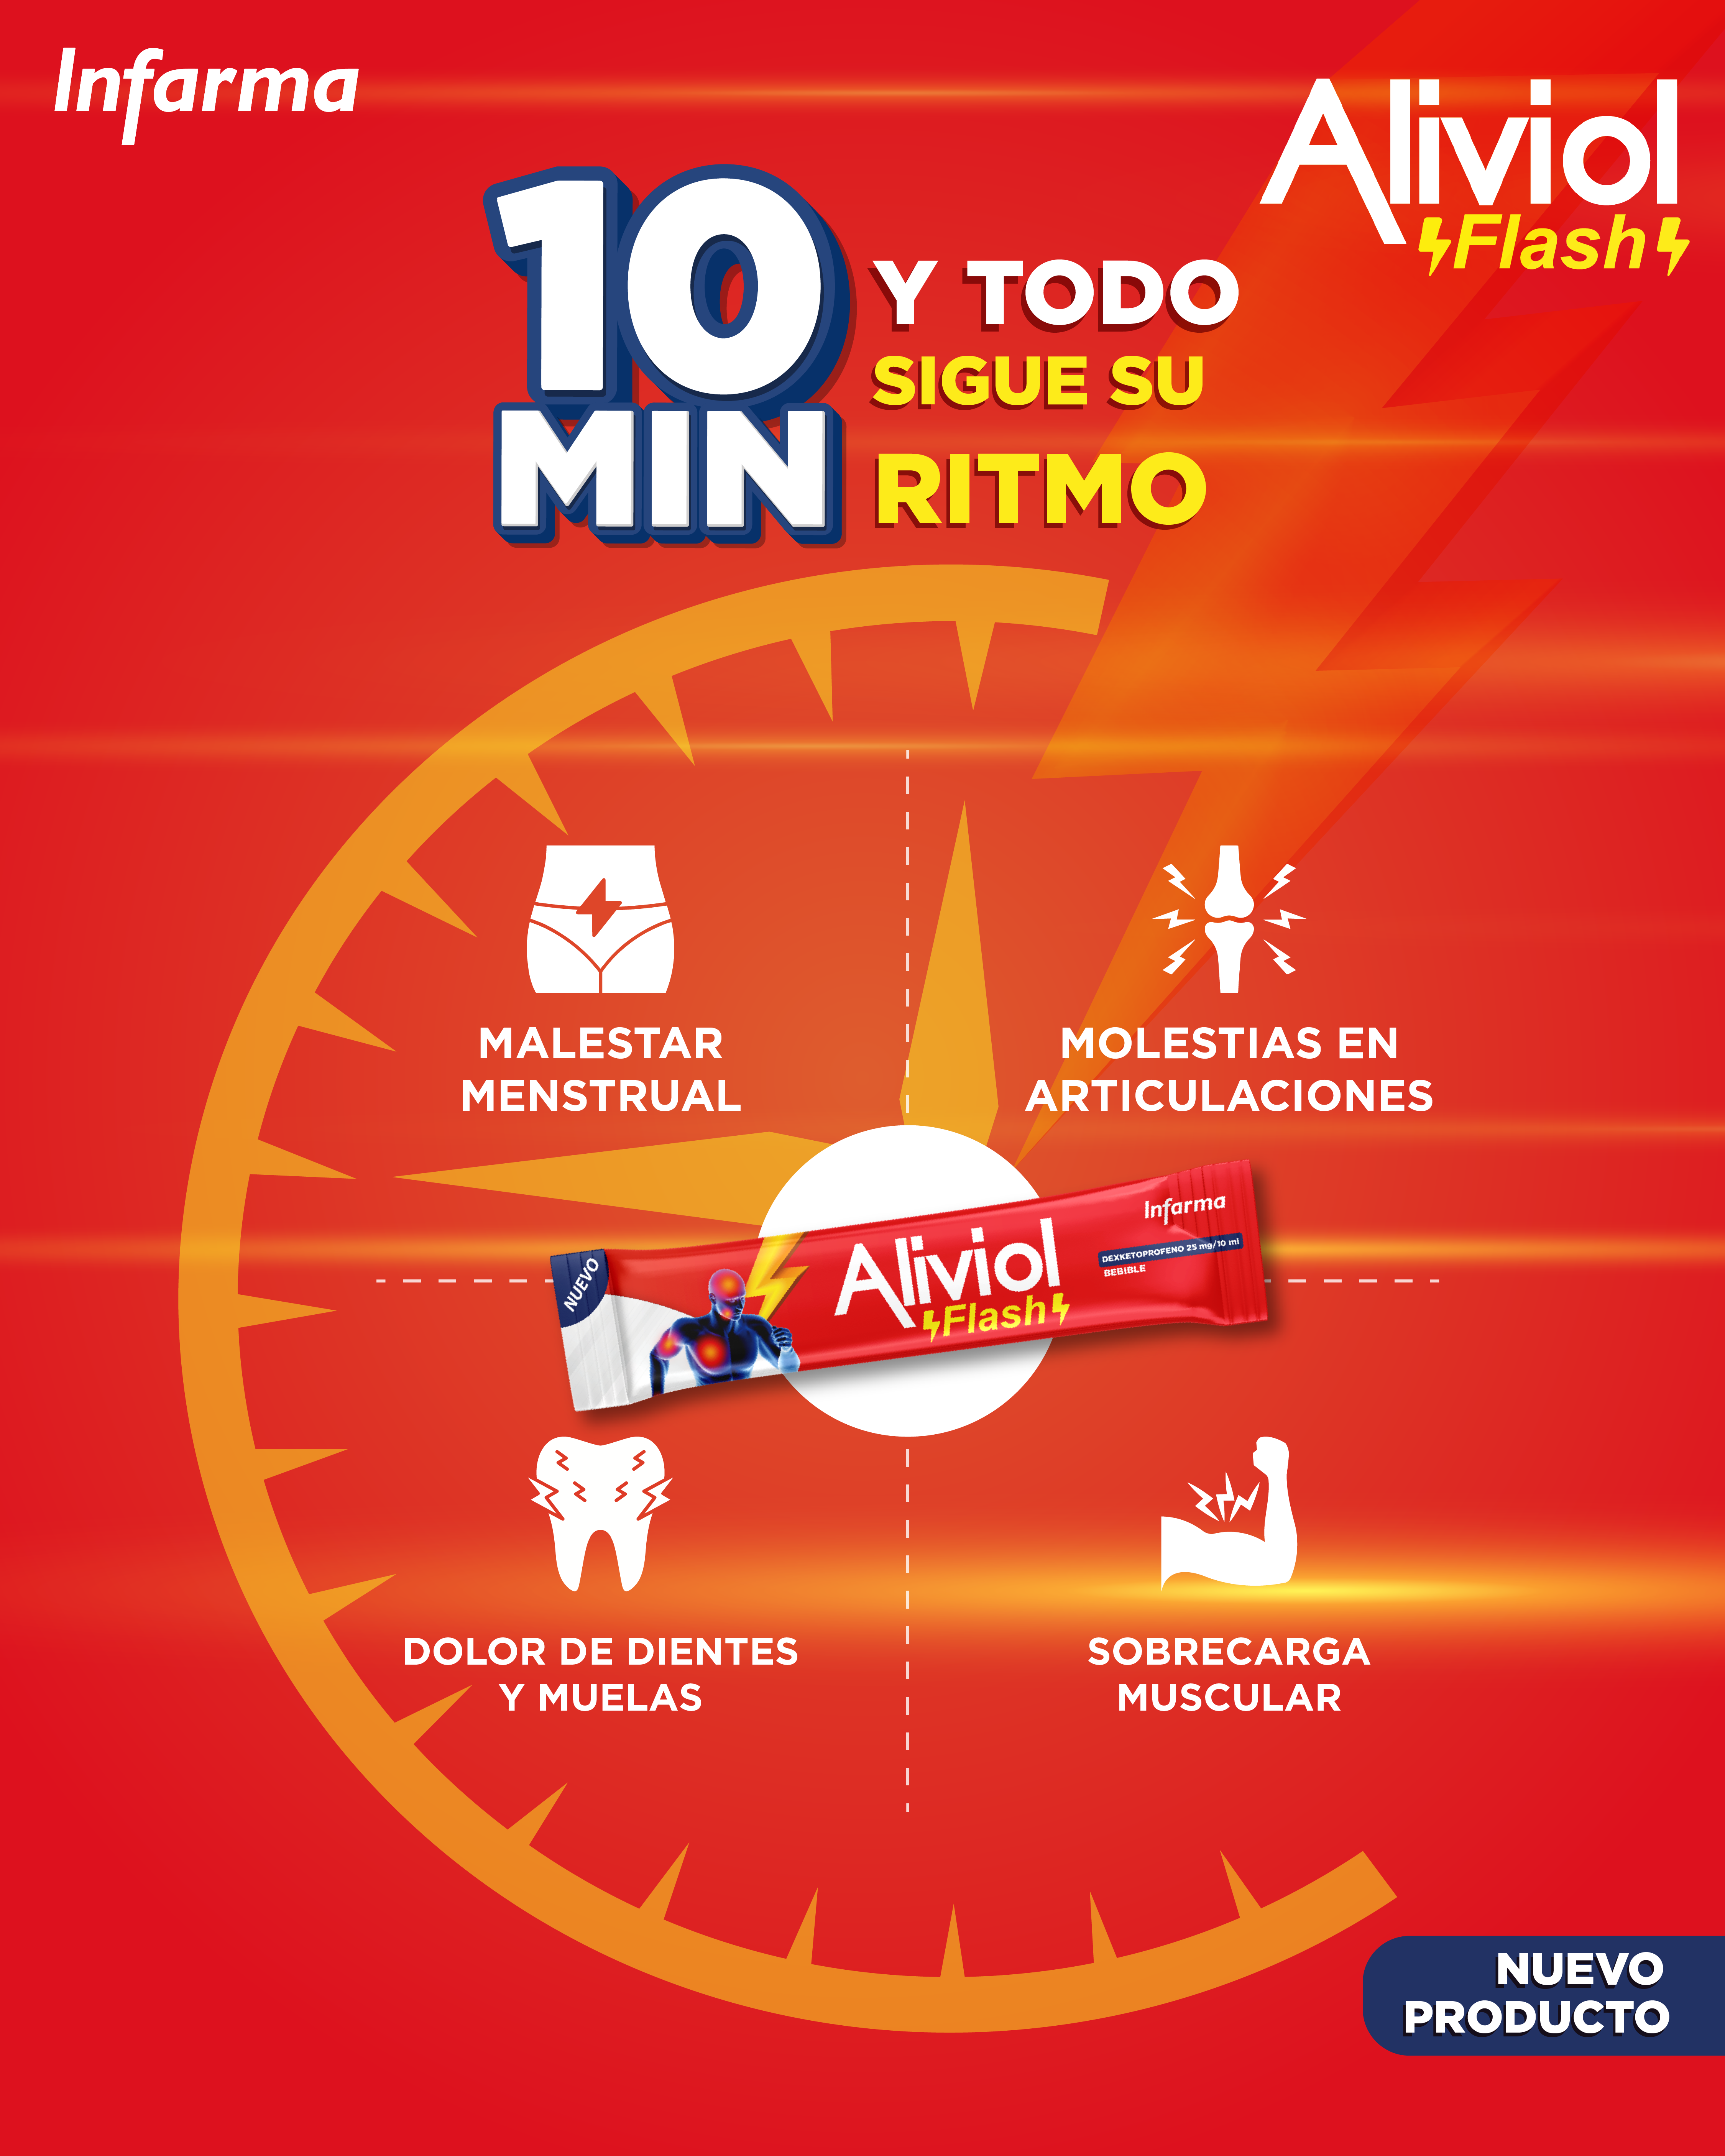 Infarma
Aliviol
Flash
10
MIN
Y TODO
SIGUE SU
RITMO
MALESTAR
MENSTRUAL
MOLESTIAS EN
ARTICULACIONES
NUEVO
Aliviol
Flash
Infarma
DEXKETOPROFENO 25 mg/10 ml
BEBIBLE
DOLOR DE DIENTES
Y MUELAS
SOBRECARGA
MUSCULAR
NUEVO
PRODUCTO